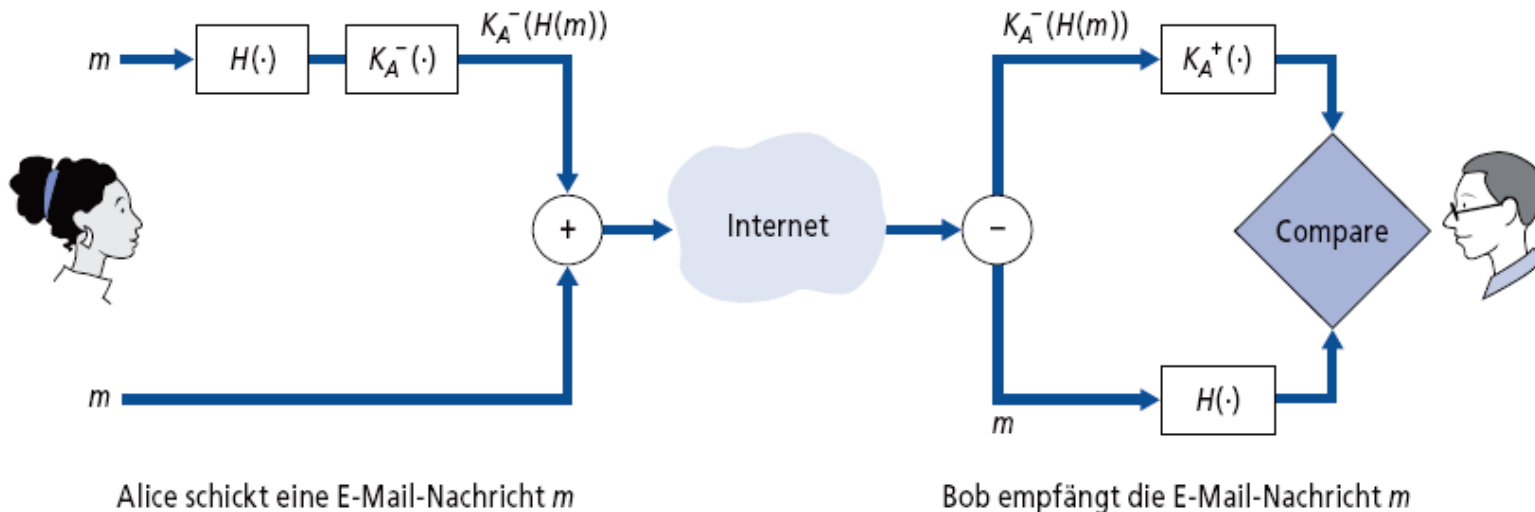 K_A^-(H(m))
K_A^-(H(m))
m
H(·)
K_A^-(·)
K_A^+(·)
+
Internet
−
Compare
m
H(·)
m
Alice schickt eine E-Mail-Nachricht m
Bob empfängt die E-Mail-Nachricht m